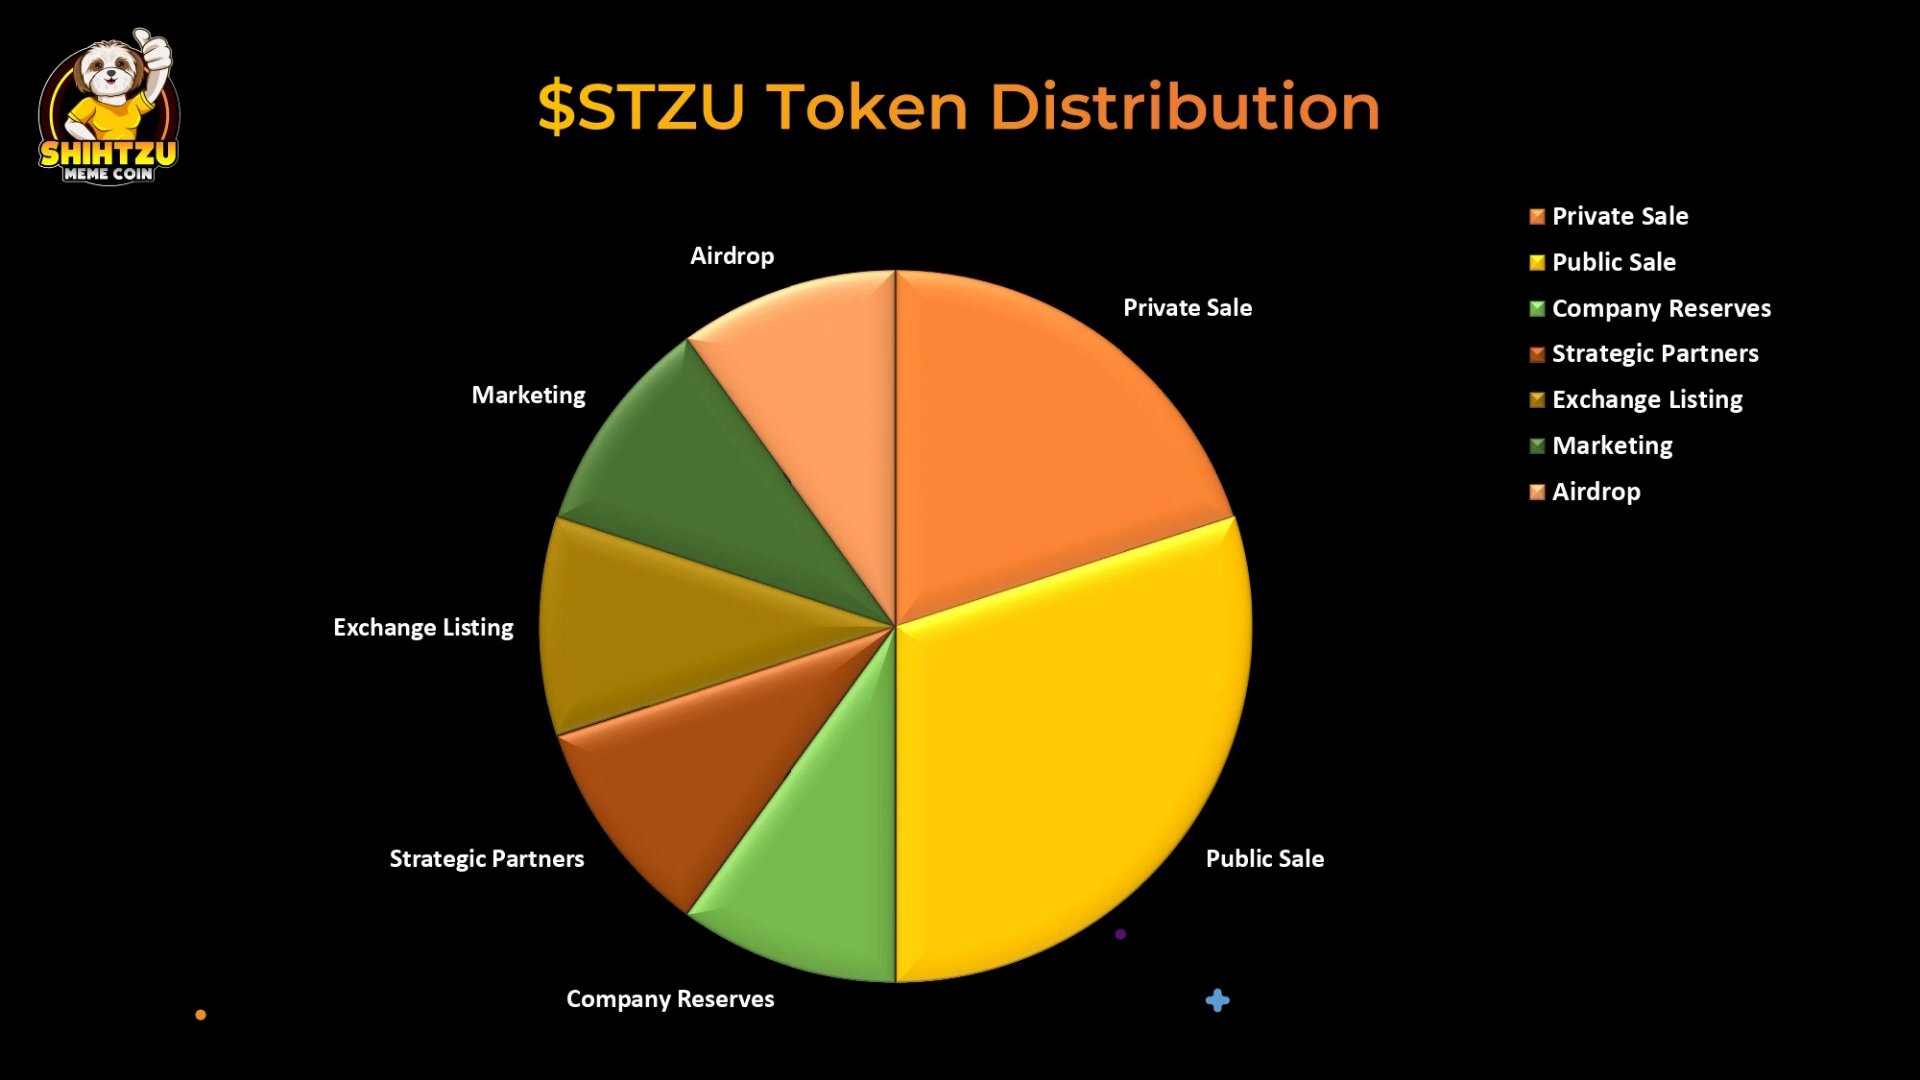 SHIHTZU
MEME COIN
$STZU Token Distribution
Private Sale
Public Sale
Company Reserves
Strategic Partners
Exchange Listing
Marketing
Airdrop
Airdrop
Private Sale
Marketing
Exchange Listing
Strategic Partners
Public Sale
Company Reserves